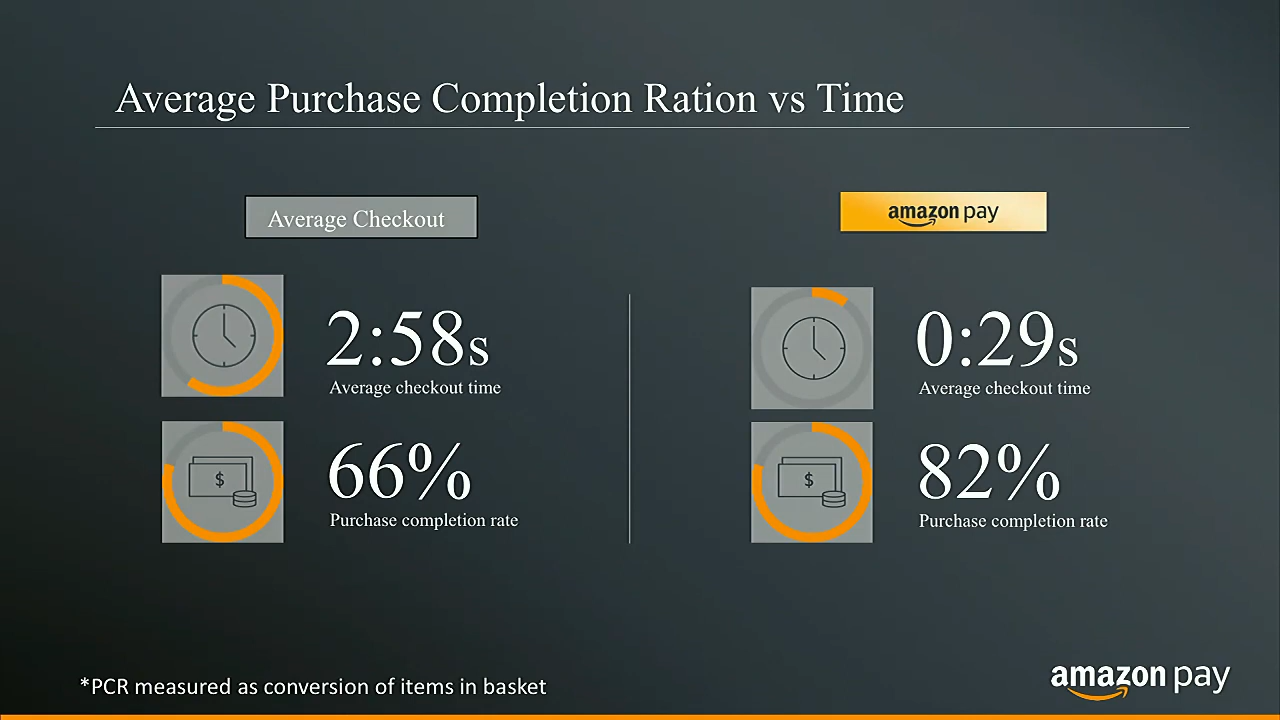 Average Purchase Completion Ration vs Time
Average Checkout
2:58s
Average checkout time
$
66%
Purchase completion rate
amazon pay
0:29s
Average checkout time
$
82%
Purchase completion rate
*PCR measured as conversion of items in basket
amazon pay